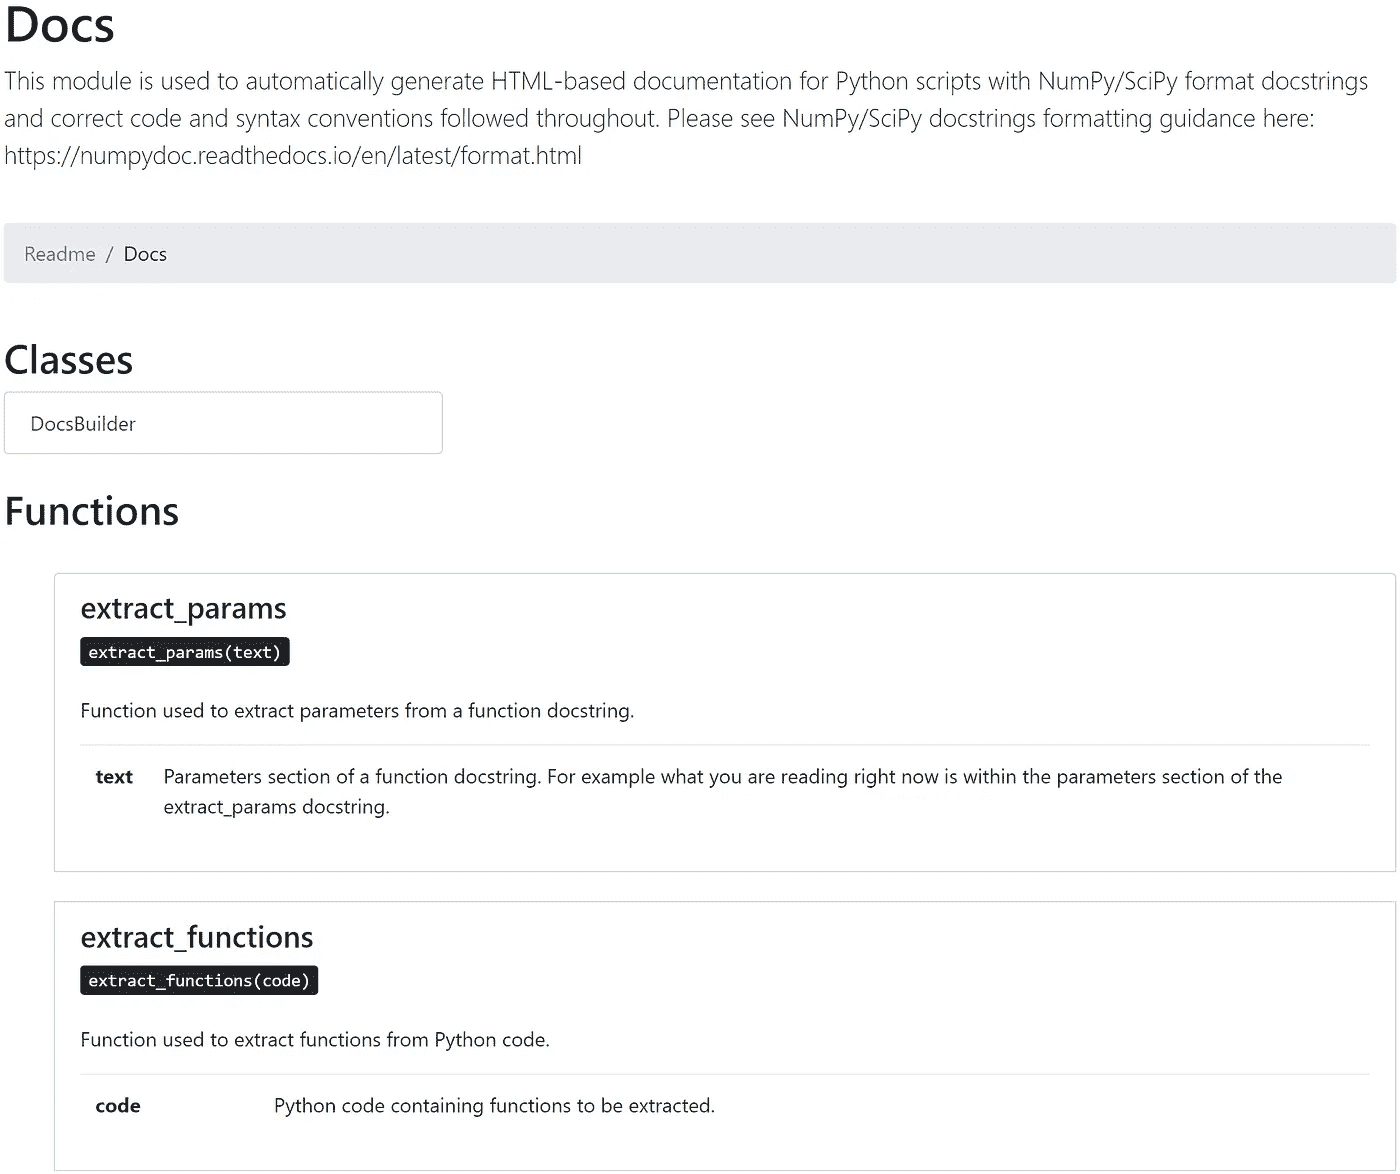 Docs
This module is used to automatically generate HTML-based documentation for Python scripts with NumPy/SciPy format docstrings
and correct code and syntax conventions followed throughout. Please see NumPy/SciPy docstrings formatting guidance here:
https://numpydoc.readthedocs.io/en/latest/format.html
Readme / Docs
Classes
DocsBuilder
Functions
extract_params
extract_params(text)
Function used to extract parameters from a function docstring.
text Parameters section of a function docstring. For example what you are reading right now is within the parameters section of the
extract_params docstring.
extract_functions
extract_functions(code)
Function used to extract functions from Python code.
code Python code containing functions to be extracted.